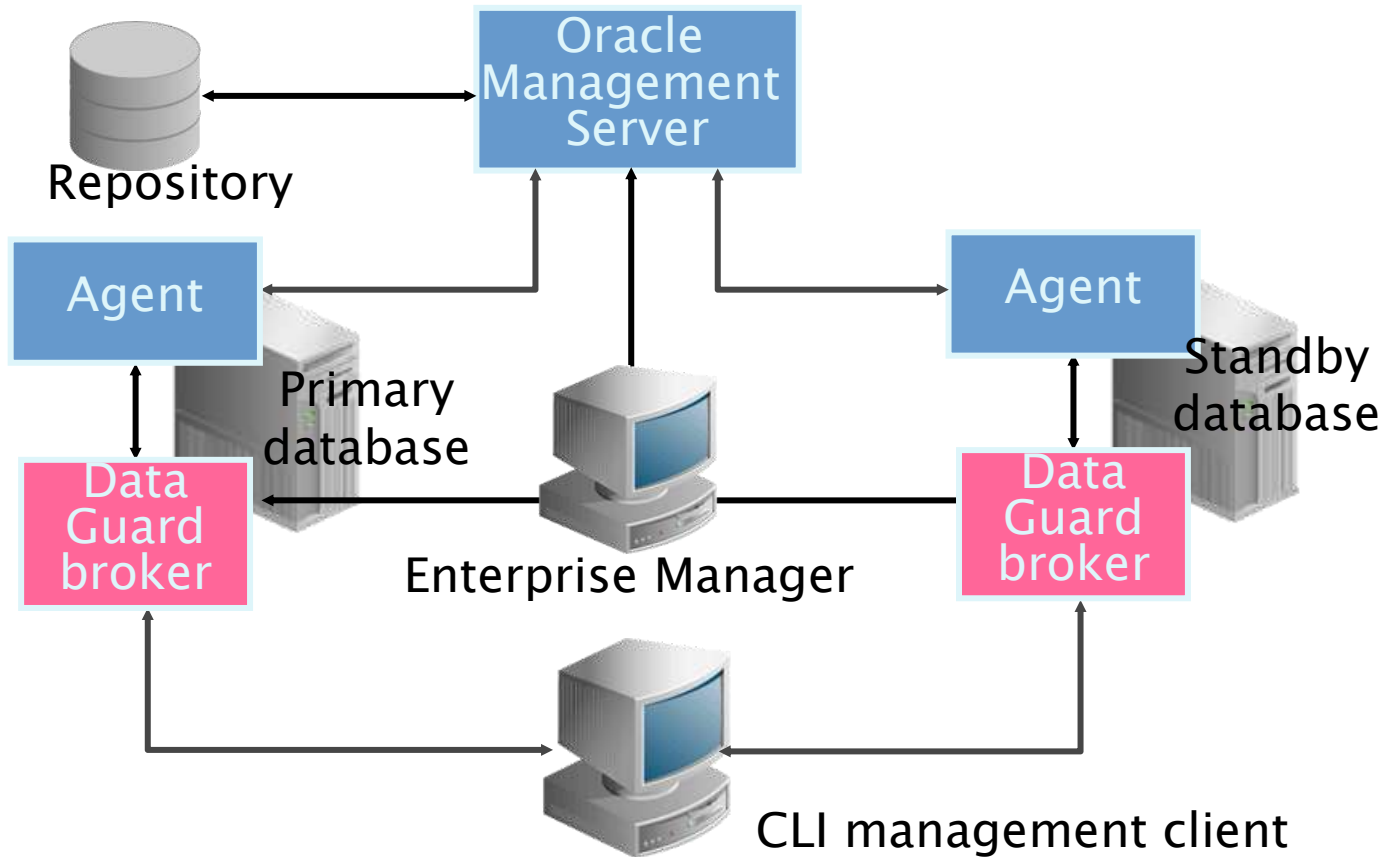 Oracle
Management
Server
Repository
Agent
Agent
Primary
database
Standby
database
Data
Guard
broker
Data
Guard
broker
Enterprise Manager
CLI management client